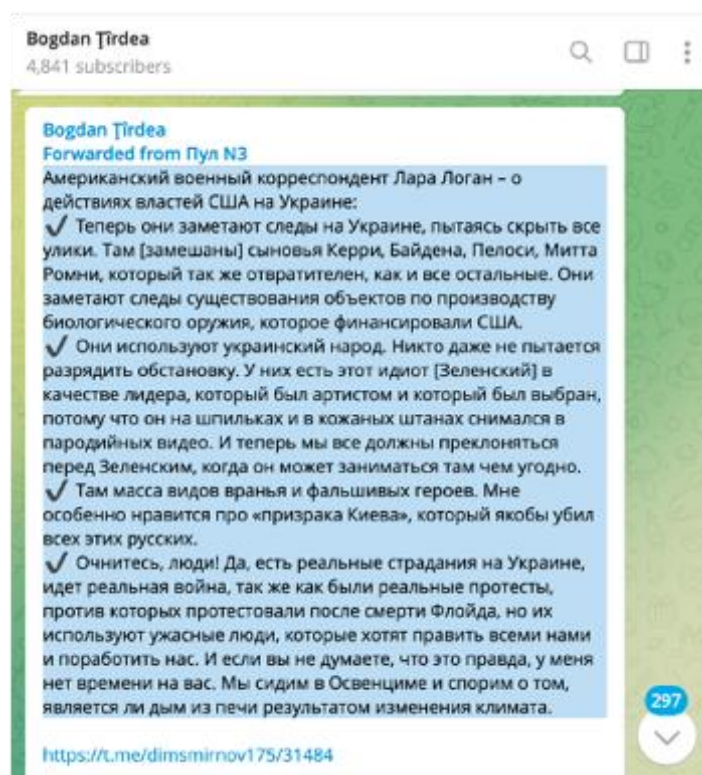 Bogdan Țîrdea
4,841 subscribers
Bogdan Țîrdea
Forwarded from Пул N3
Американский военный корреспондент Лара Логан – о
действиях властей США на Украине:
✔ Теперь они заметают следы на Украине, пытаясь скрыть все
улики. Там [замешаны] сыновья Керри, Байдена, Пелоси, Митта
Ромни, который так же отвратителен, как и все остальные. Они
заметают следы существования объектов по производству
биологического оружия, которое финансировали США.
✔ Они используют украинский народ. Никто даже не пытается
разрядить обстановку. У них есть этот идиот [Зеленский] в
качестве лидера, который был артистом и который был выбран,
потому что он на шпильках и в кожаных штанах снимался в
пародийных видео. И теперь мы все должны преклоняться
перед Зеленским, когда он может заниматься там чем угодно.
✔ Там масса видов вранья и фальшивых героев. Мне
особенно нравится про «призрака Киева», который якобы убил
всех этих русских.
✔ Очнитесь, люди! Да, есть реальные страдания на Украине,
идет реальная война, так же как были реальные протесты,
против которых протестовали после смерти Флойда, но их
используют ужасные люди, которые хотят править всеми нами
и поработить нас. И если вы не думаете, что это правда, у меня
нет времени на вас. Мы сидим в Освенциме и спорим о том,
является ли дым из печи результатом изменения климата.
297
https://t.me/dimsmirnov175/31484